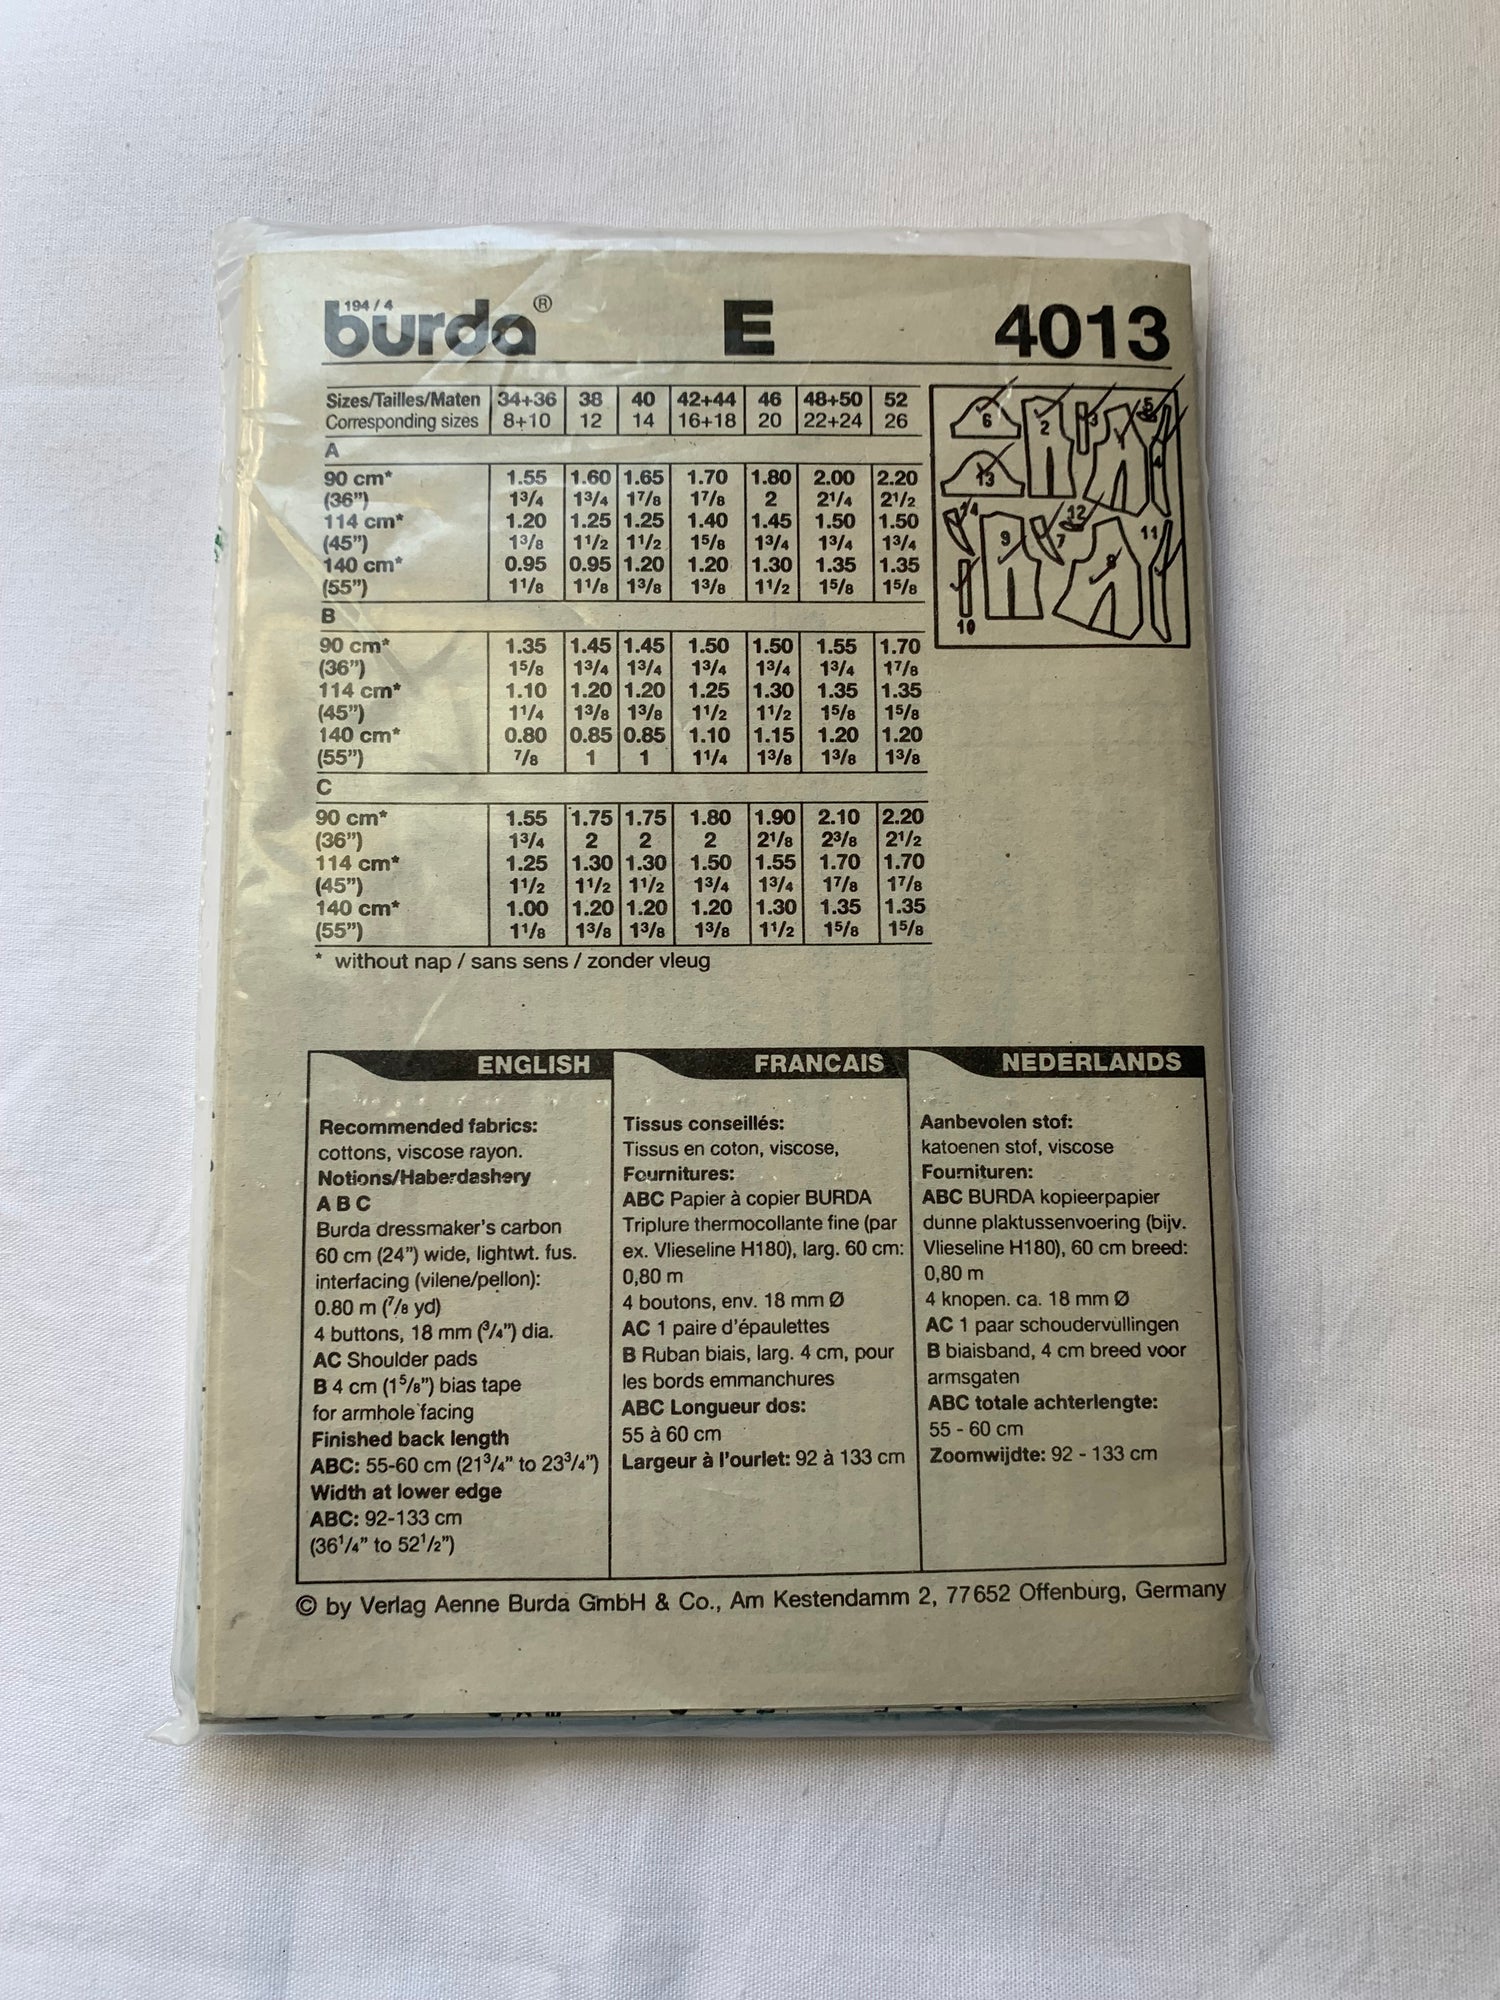 194 / 4
burda® E 4013
Sizes/Tailles/Maten 34+36 38 40 42+44 46 48+50 52
Corresponding sizes 8+10 12 14 16+18 20 22+24 26
A
90 cm* 1.55 1.60 1.65 1.70 1.80 2.00 2.20
(36") 1³/₄ 1³/₄ 1⁷/₈ 1⁷/₈ 2 2¹/₄ 2¹/₂
114 cm* 1.20 1.25 1.25 1.40 1.45 1.50 1.50
(45") 1³/₈ 1¹/₂ 1¹/₂ 1⁵/₈ 1³/₄ 1³/₄ 1³/₄
140 cm* 0.95 0.95 1.20 1.20 1.30 1.35 1.35
(55") 1¹/₈ 1¹/₈ 1³/₈ 1³/₈ 1¹/₂ 1⁵/₈ 1⁵/₈
B
90 cm* 1.35 1.45 1.45 1.50 1.50 1.55 1.70
(36") 1⁵/₈ 1³/₄ 1³/₄ 1³/₄ 1³/₄ 1³/₄ 1⁷/₈
114 cm* 1.10 1.20 1.20 1.25 1.30 1.35 1.35
(45") 1¹/₄ 1³/₈ 1³/₈ 1¹/₂ 1¹/₂ 1⁵/₈ 1⁵/₈
140 cm* 0.80 0.85 0.85 1.10 1.15 1.20 1.20
(55") ⁷/₈ 1 1 1¹/₄ 1³/₈ 1³/₈ 1³/₈
C
90 cm* 1.55 1.75 1.75 1.80 1.90 2.10 2.20
(36") 1³/₄ 2 2 2 2¹/₈ 2³/₈ 2¹/₂
114 cm* 1.25 1.30 1.30 1.50 1.55 1.70 1.70
(45") 1¹/₂ 1¹/₂ 1¹/₂ 1³/₄ 1³/₄ 1⁷/₈ 1⁷/₈
140 cm* 1.00 1.20 1.20 1.20 1.30 1.35 1.35
(55") 1¹/₈ 1³/₈ 1³/₈ 1³/₈ 1¹/₂ 1⁵/₈ 1⁵/₈
* without nap / sans sens / zonder vleug
6 2 3 1 5
13 4
14 9 7 12 8 11
10
ENGLISH
Recommended fabrics:
cottons, viscose rayon.
Notions/Haberdashery
A B C
Burda dressmaker's carbon
60 cm (24") wide, lightwt. fus.
interfacing (vilene/pellon):
0.80 m (⁷/₈ yd)
4 buttons, 18 mm (³/₄") dia.
AC Shoulder pads
B 4 cm (1⁵/₈") bias tape
for armhole facing
Finished back length
ABC: 55-60 cm (21³/₄" to 23³/₄")
Width at lower edge
ABC: 92-133 cm
(36¹/₄" to 52¹/₂")
FRANCAIS
Tissus conseillés:
Tissus en coton, viscose,
Fournitures:
ABC Papier à copier BURDA
Triplure thermocollante fine (par
ex. Vlieseline H180), larg. 60 cm:
0,80 m
4 boutons, env. 18 mm Ø
AC 1 paire d'épaulettes
B Ruban biais, larg. 4 cm, pour
les bords emmanchures
ABC Longueur dos:
55 à 60 cm
Largeur à l'ourlet: 92 à 133 cm
NEDERLANDS
Aanbevolen stof:
katoenen stof, viscose
Fournituren:
ABC BURDA kopieerpapier
dunne plaktussenvoering (bijv.
Vlieseline H180), 60 cm breed:
0,80 m
4 knopen. ca. 18 mm Ø
AC 1 paar schoudervullingen
B biaisband, 4 cm breed voor
armsgaten
ABC totale achterlengte:
55 - 60 cm
Zoomwijdte: 92 - 133 cm
© by Verlag Aenne Burda GmbH & Co., Am Kestendamm 2, 77652 Offenburg, Germany